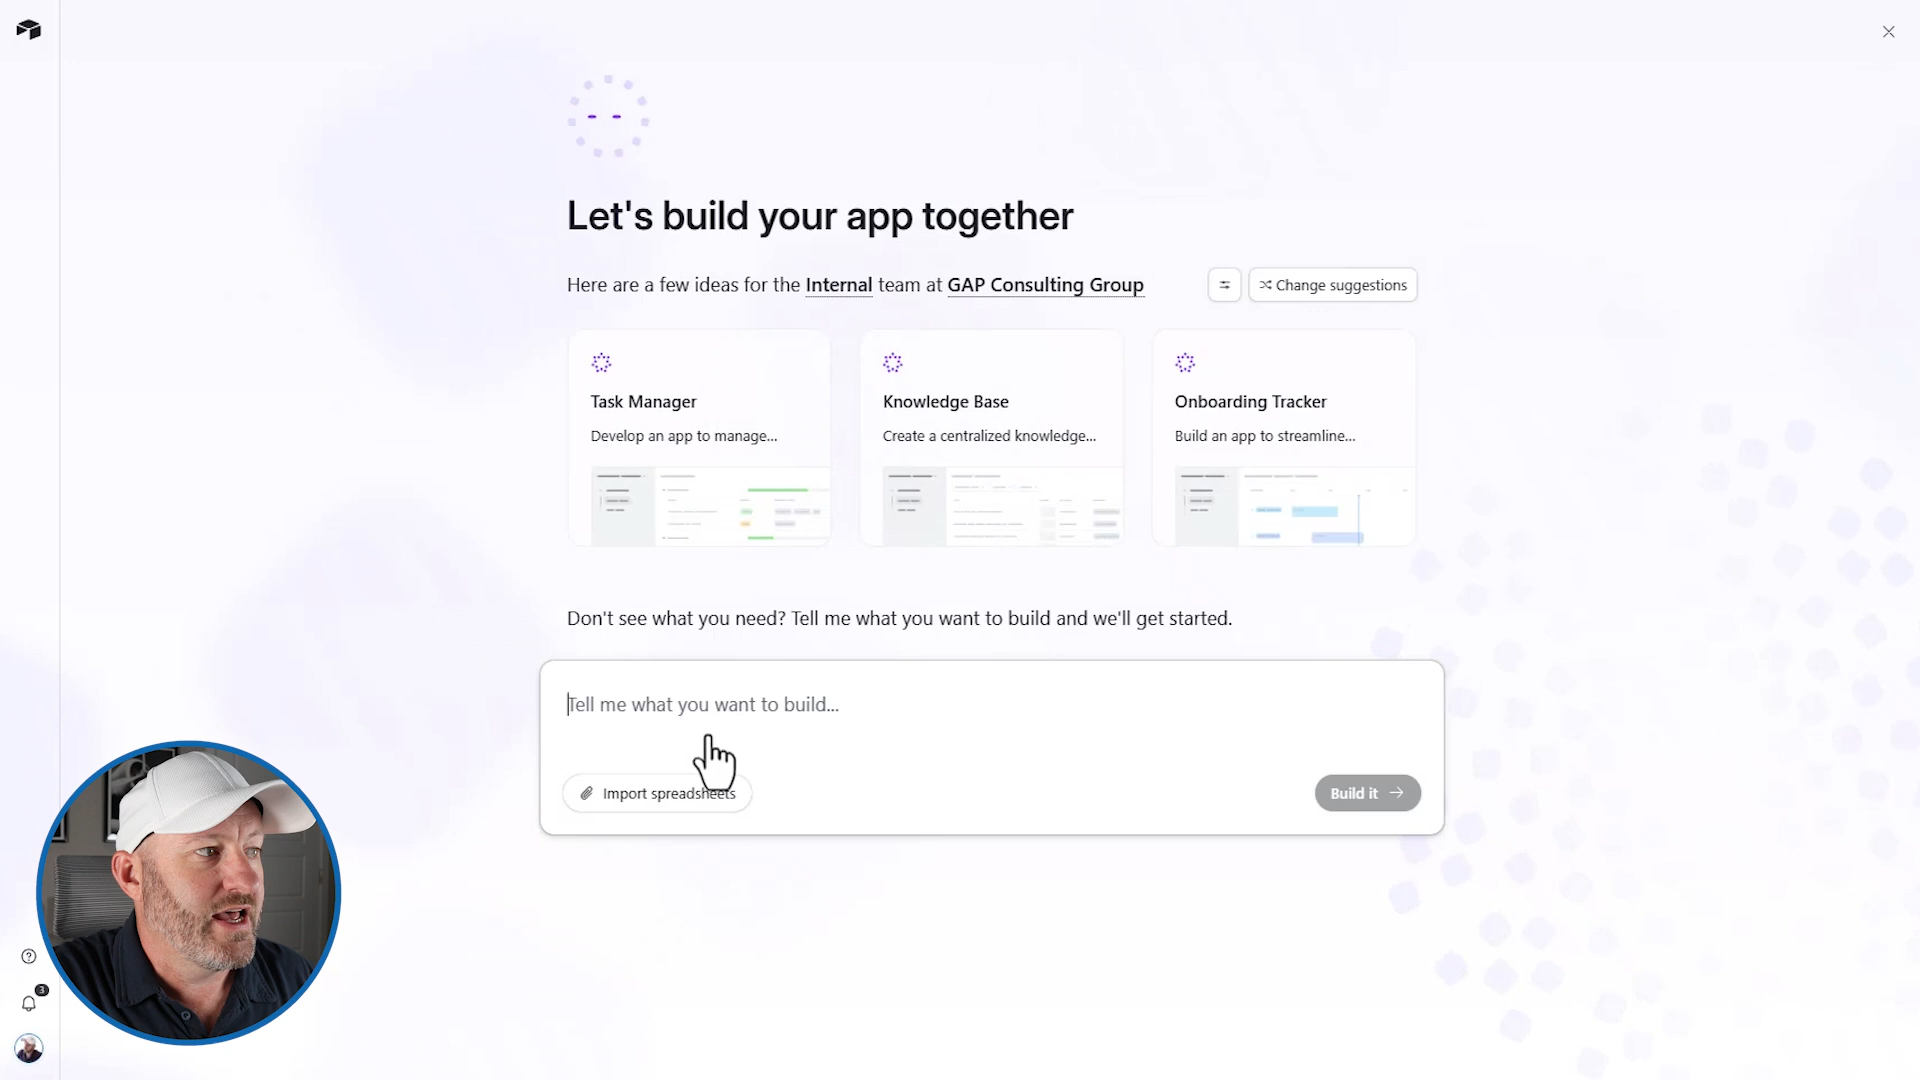 Let's build your app together
Here are a few ideas for the Internal team at GAP Consulting Group
Change suggestions
Task Manager
Develop an app to manage...
Knowledge Base
Create a centralized knowledge...
Onboarding Tracker
Build an app to streamline...
Don't see what you need? Tell me what you want to build and we'll get started.
Tell me what you want to build...
Import spreadsheets
Build it
3